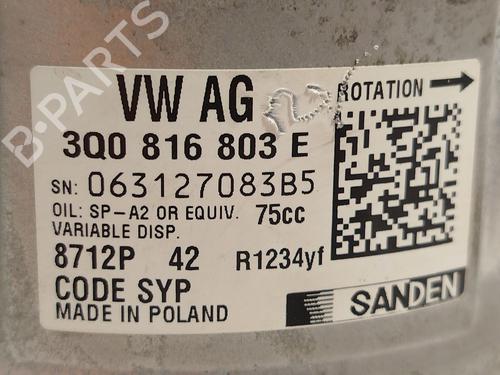 B-PARTS
VW AG
ROTATION
3Q0 816 803 E
SN: 063127083B5
OIL: SP-A2 OR EQUIV. 75cc
VARIABLE DISP.
8712P 42 R1234yf
CODE SYP
SANDEN
MADE IN POLAND